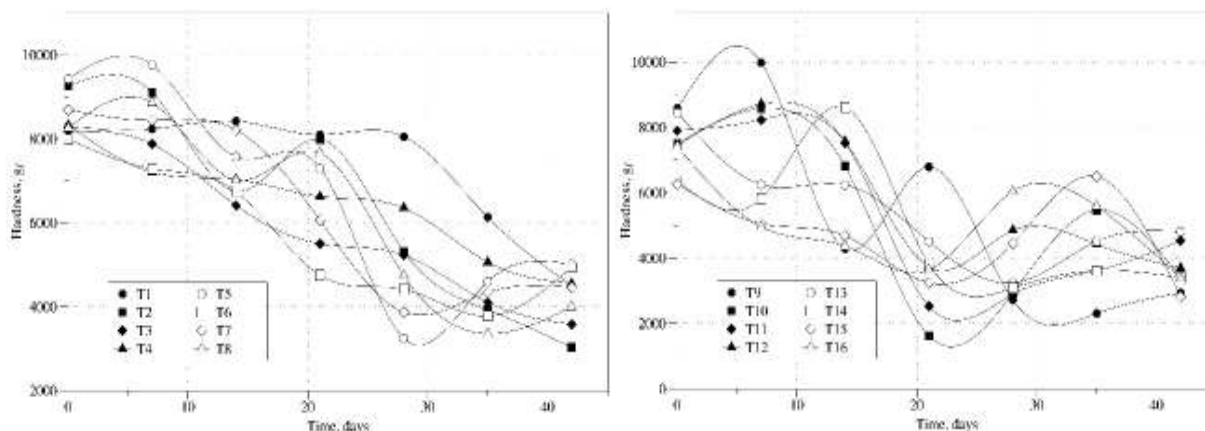 10000
8000
6000
4000
2000
Hardness, gr
T1 T5
T2 T6
T3 T7
T4 T8
0 10 20 30 40
Time, days
10000
8000
6000
4000
2000
0
Hardness, gr
T9 T13
T10 T14
T11 T15
T12 T16
0 10 20 30 40
Time, days